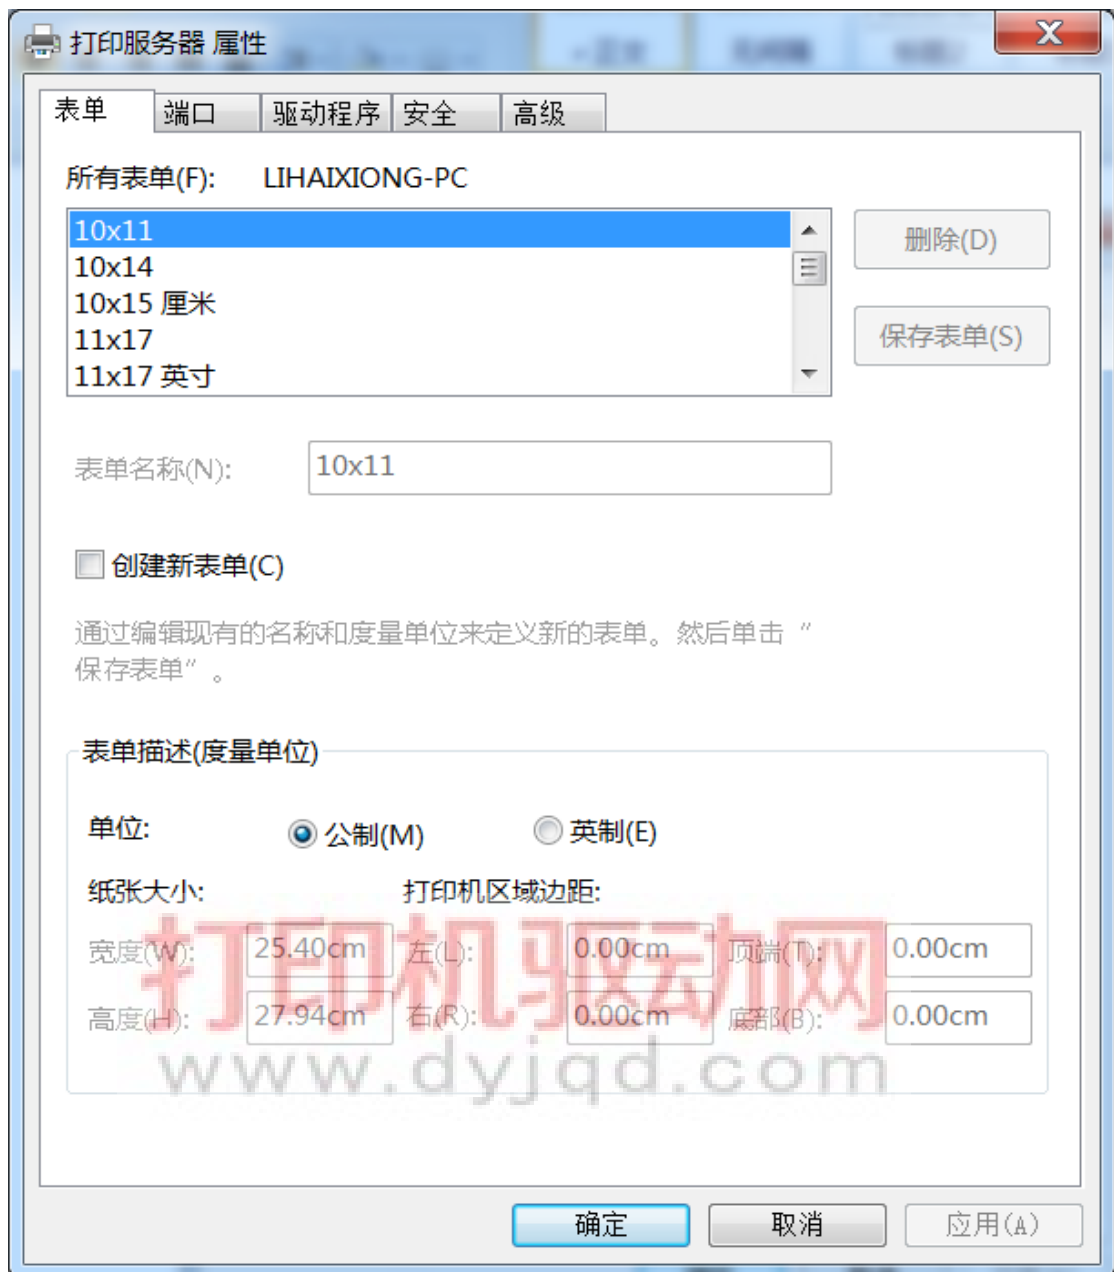 打印服务器 属性
表单 端口 驱动程序 安全 高级
所有表单(F): LIHAIXIONG-PC
10x11
10x14
10x15 厘米
11x17
11x17 英寸
删除(D)
保存表单(S)
表单名称(N): 10x11
创建新表单(C)
通过编辑现有的名称和度量单位来定义新的表单。然后单击“
保存表单”。
表单描述(度量单位)
单位: 公制(M) 英制(E)
纸张大小: 打印机区域边距:
宽度(W): 25.40cm 左(L): 0.00cm 顶端(T): 0.00cm
高度(H): 27.94cm 右(R): 0.00cm 底部(B): 0.00cm
打印机驱动网
www.dyjqd.com
确定 取消 应用(A)